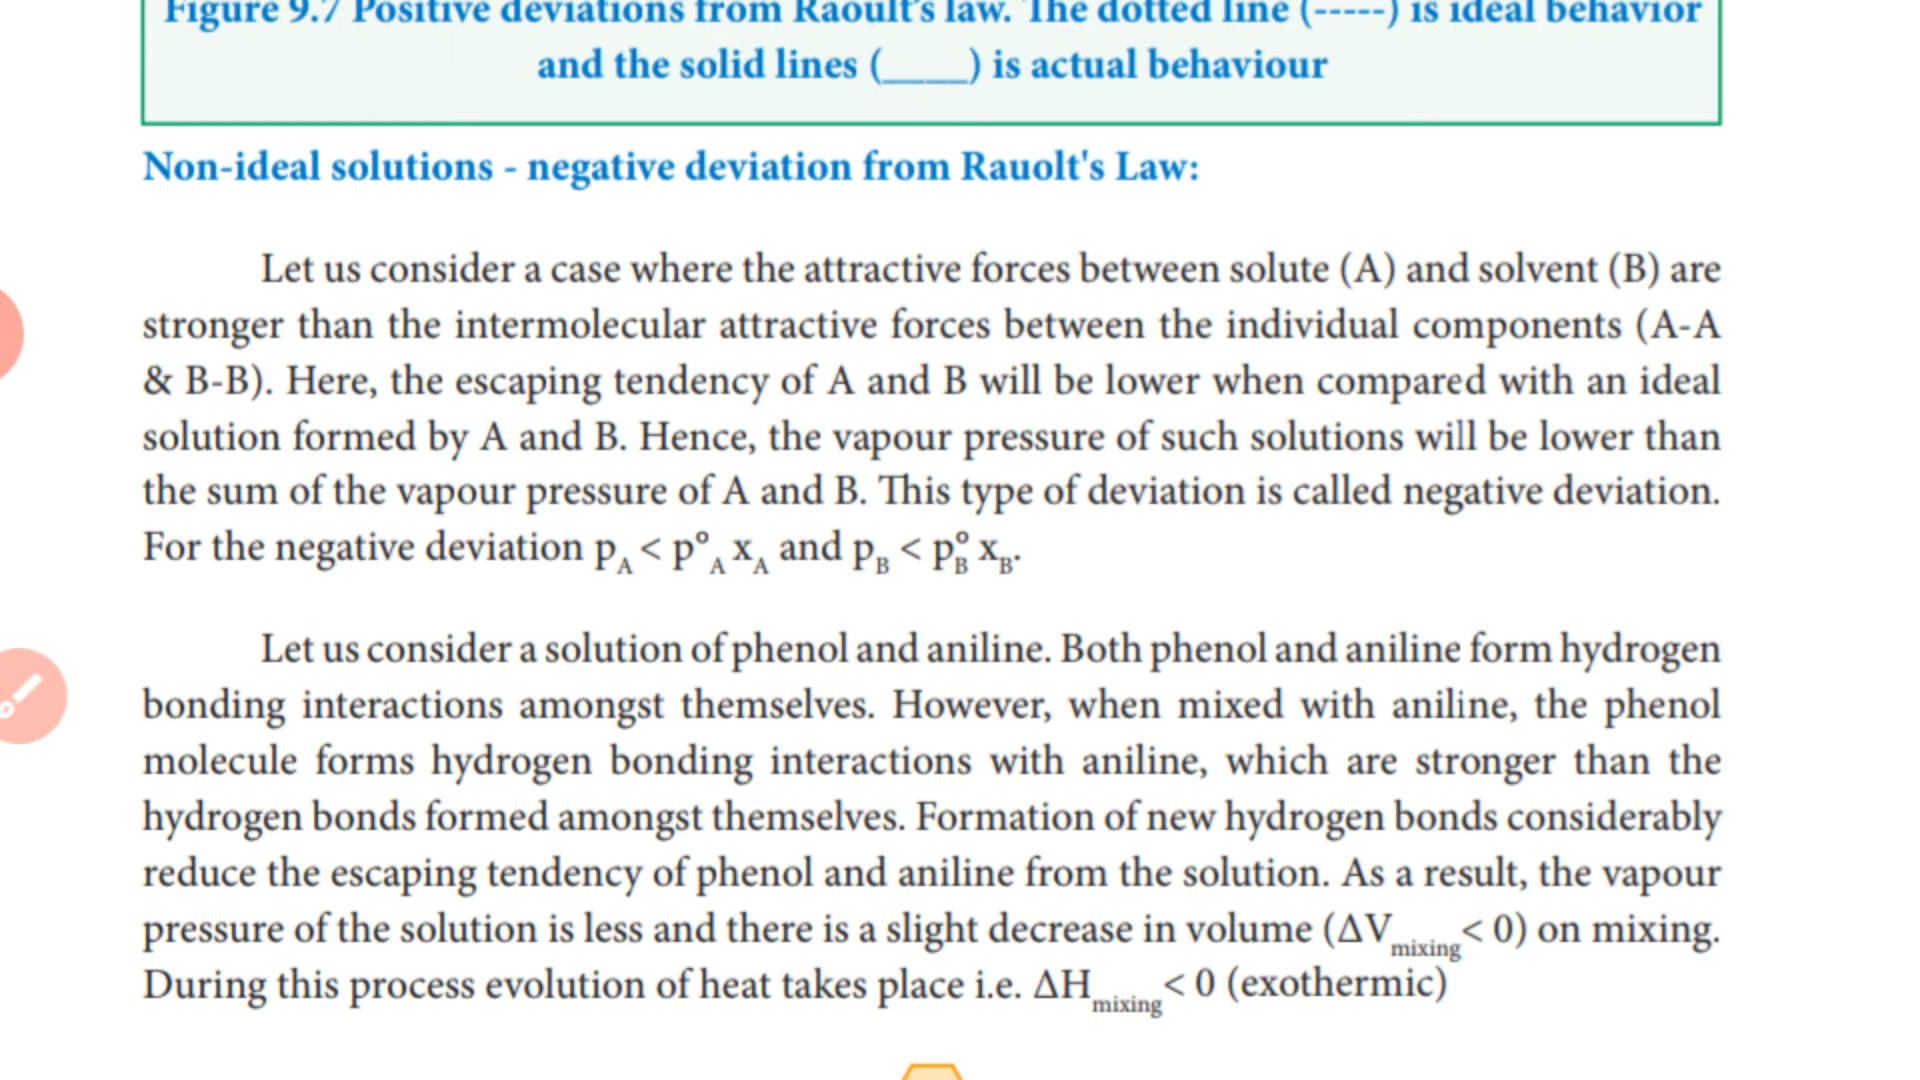 Figure 9.7 Positive deviations from Raoult's law. The dotted line (-----) is ideal behavior
and the solid lines (____) is actual behaviour
Non-ideal solutions - negative deviation from Rauolt's Law:
Let us consider a case where the attractive forces between solute (A) and solvent (B) are
stronger than the intermolecular attractive forces between the individual components (A-A
& B-B). Here, the escaping tendency of A and B will be lower when compared with an ideal
solution formed by A and B. Hence, the vapour pressure of such solutions will be lower than
the sum of the vapour pressure of A and B. This type of deviation is called negative deviation.
For the negative deviation p_A < p°_A x_A and p_B < p°_B x_B.
Let us consider a solution of phenol and aniline. Both phenol and aniline form hydrogen
bonding interactions amongst themselves. However, when mixed with aniline, the phenol
molecule forms hydrogen bonding interactions with aniline, which are stronger than the
hydrogen bonds formed amongst themselves. Formation of new hydrogen bonds considerably
reduce the escaping tendency of phenol and aniline from the solution. As a result, the vapour
pressure of the solution is less and there is a slight decrease in volume (ΔV_mixing < 0) on mixing.
During this process evolution of heat takes place i.e. ΔH_mixing < 0 (exothermic)